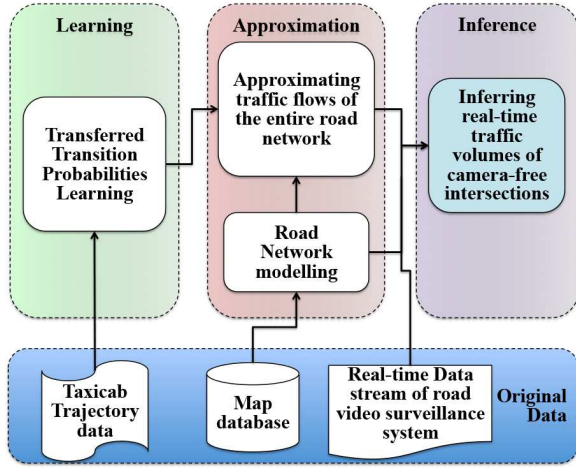 Learning
Approximation
Inference
Transferred
Transition
Probabilities
Learning
Approximating
traffic flows of
the entire road
network
Inferring
real-time
traffic
volumes of
camera-free
intersections
Road
Network
modelling
Taxicab
Trajectory
data
Map
database
Real-time Data
stream of road
video surveillance
system
Original
Data